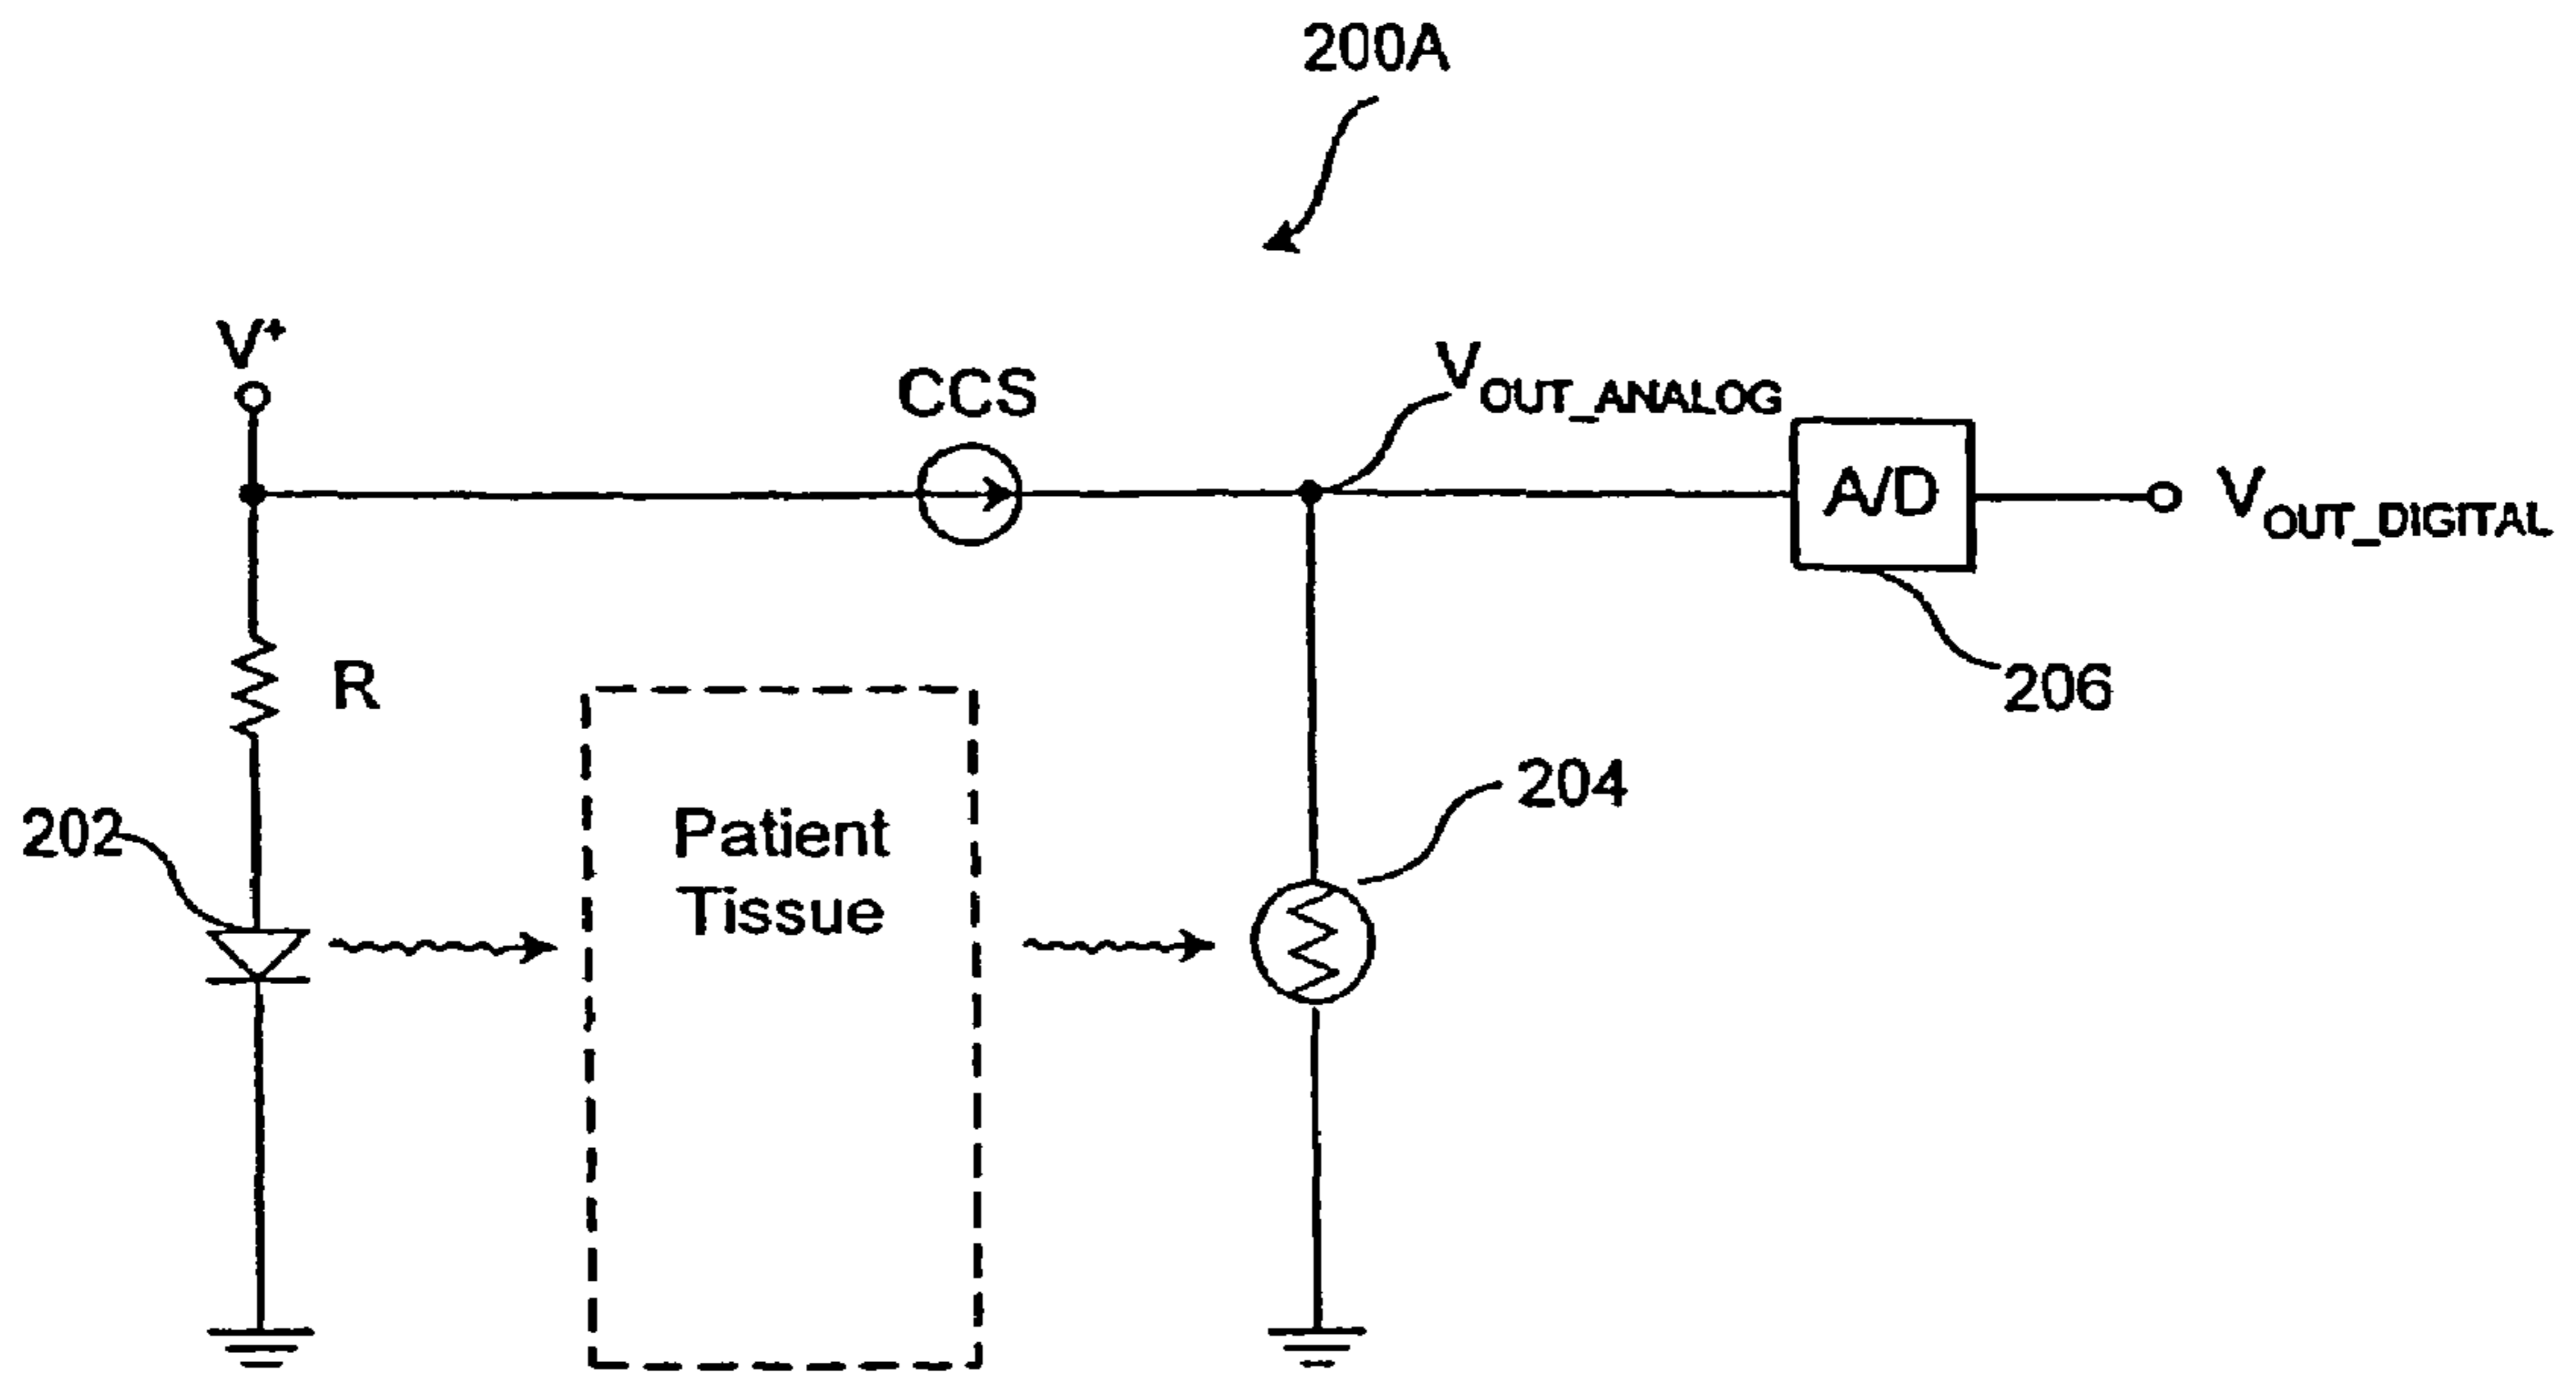 200A
V+
CCS
VOUT_ANALOG
A/D
VOUT_DIGITAL
R
206
202
Patient
Tissue
204